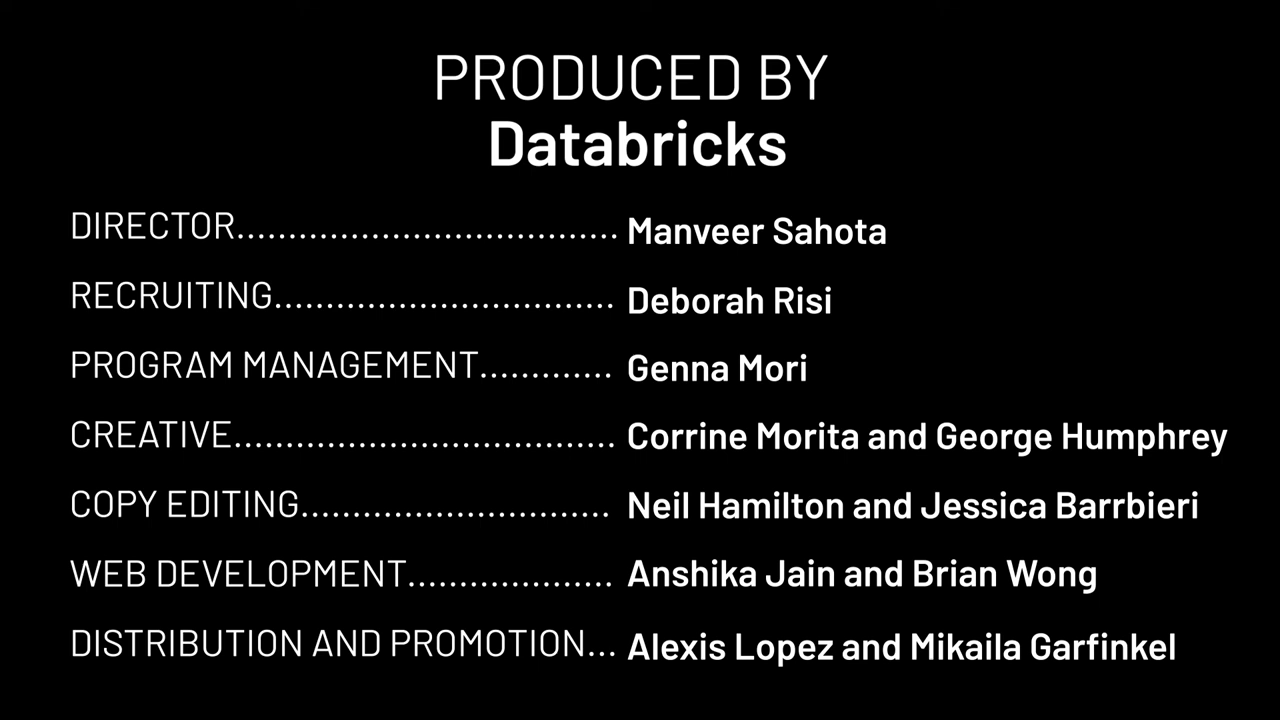 PRODUCED BY
Databricks
DIRECTOR..................................... Manveer Sahota
RECRUITING................................. Deborah Risi
PROGRAM MANAGEMENT............. Genna Mori
CREATIVE..................................... Corrine Morita and George Humphrey
COPY EDITING.............................. Neil Hamilton and Jessica Barrbieri
WEB DEVELOPMENT.................... Anshika Jain and Brian Wong
DISTRIBUTION AND PROMOTION... Alexis Lopez and Mikaila Garfinkel